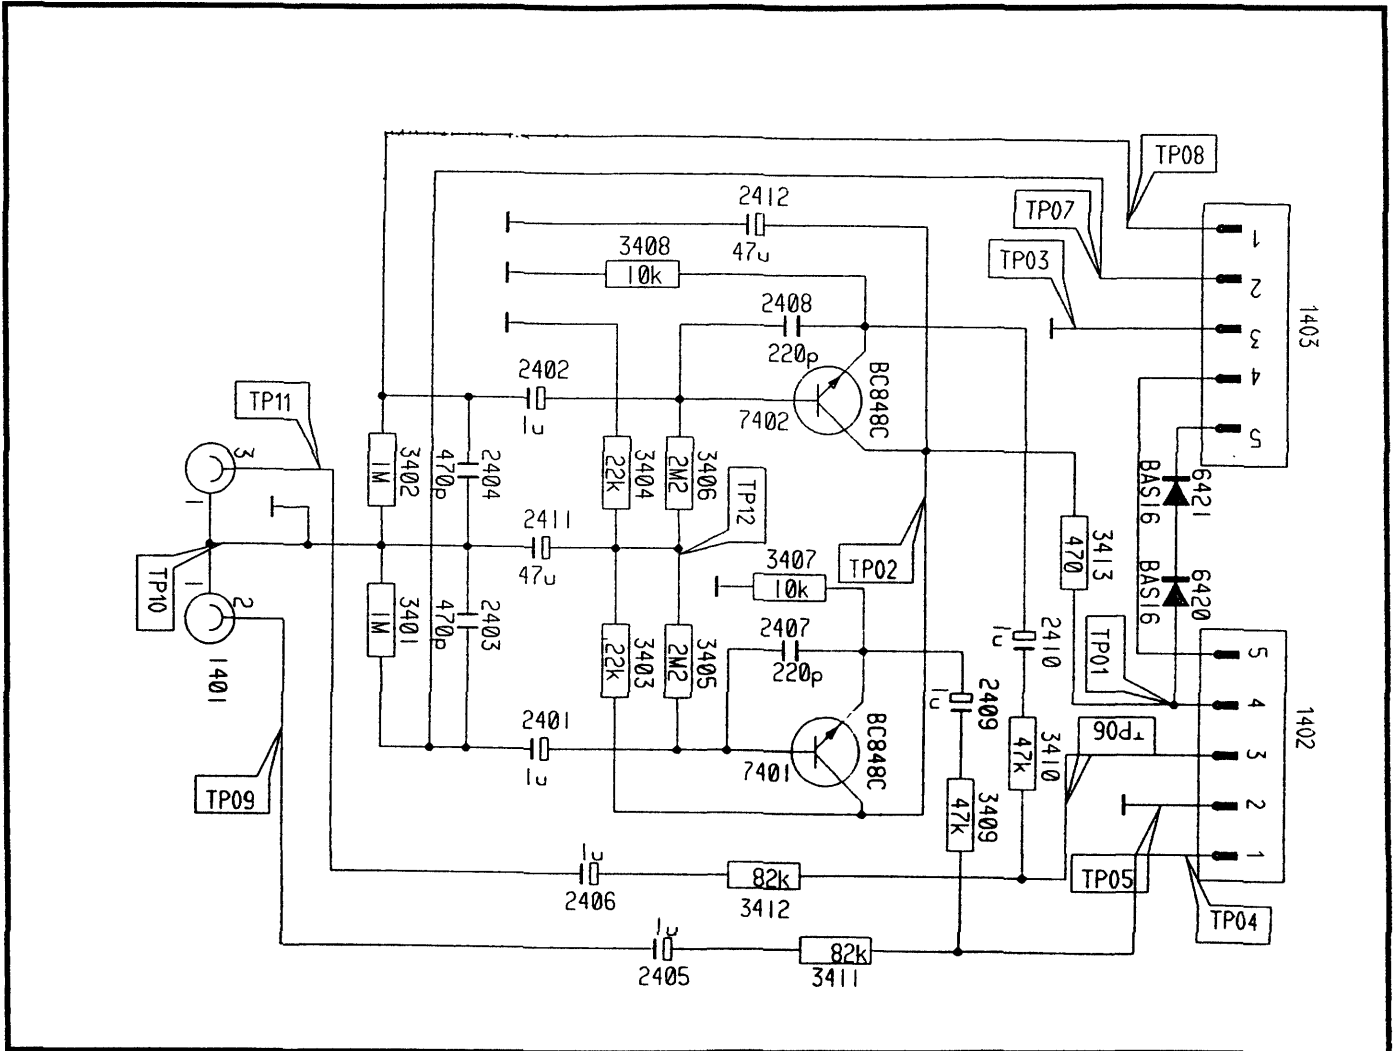 TP08
2412
TP07
47u
3408
10k
TP03
1
2
3
4
5
1403
2408
220p
2402
1u
BC848C
7402
TP11
3
1
3402
1M
2404
470p
3404
22k
3406
2M2
TP12
6421
BAS16
2411
47u
3413
470
TP02
3407
10k
6420
BAS16
TP10
1
2
1401
3401
1M
2403
470p
3403
22k
3405
2M2
2407
220p
2410
1u
TP01
5
4
3
2
1
1402
2409
1u
TP06
2401
1u
BC848C
7401
3410
47k
3409
47k
TP09
1u
2406
82k
3412
TP05
TP04
1u
2405
82k
3411